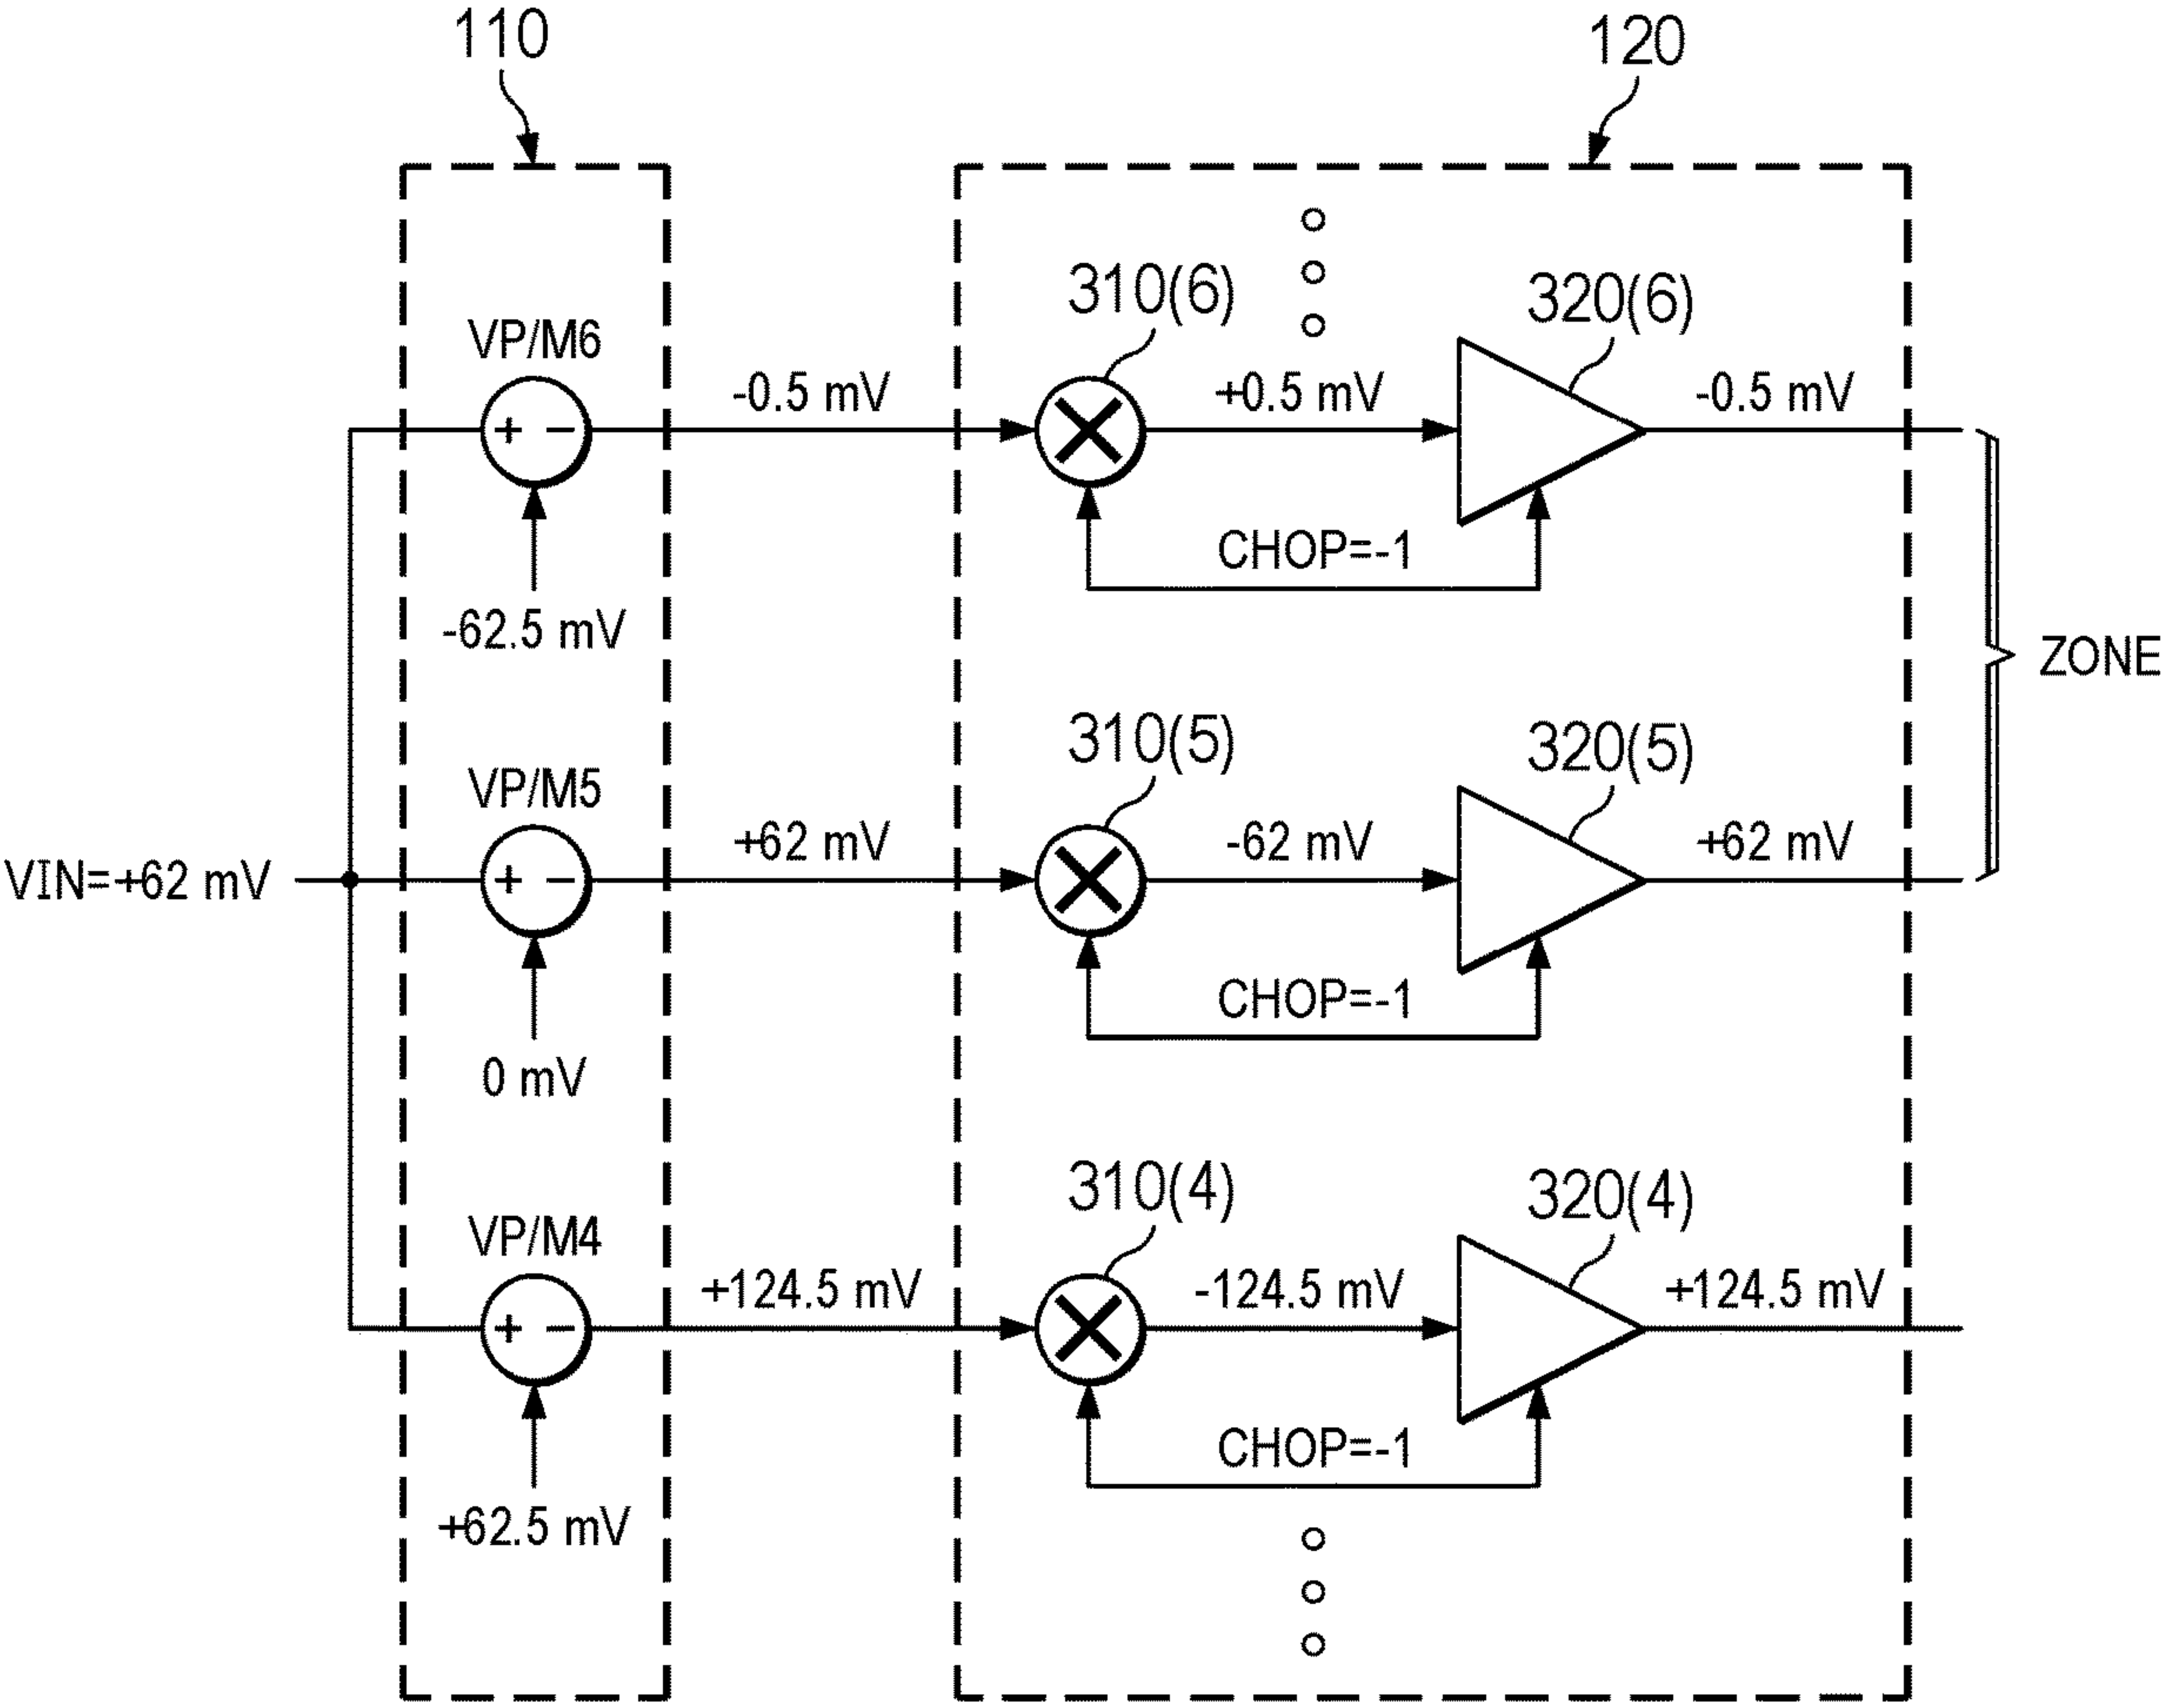 110
120
310(6)
320(6)
VP/M6
-0.5 mV
+0.5 mV
-0.5 mV
+ −
CHOP=-1
-62.5 mV
ZONE
310(5)
320(5)
VP/M5
+62 mV
-62 mV
+62 mV
VIN=+62 mV
+ −
CHOP=-1
0 mV
310(4)
320(4)
VP/M4
+124.5 mV
-124.5 mV
+124.5 mV
+ −
CHOP=-1
+62.5 mV